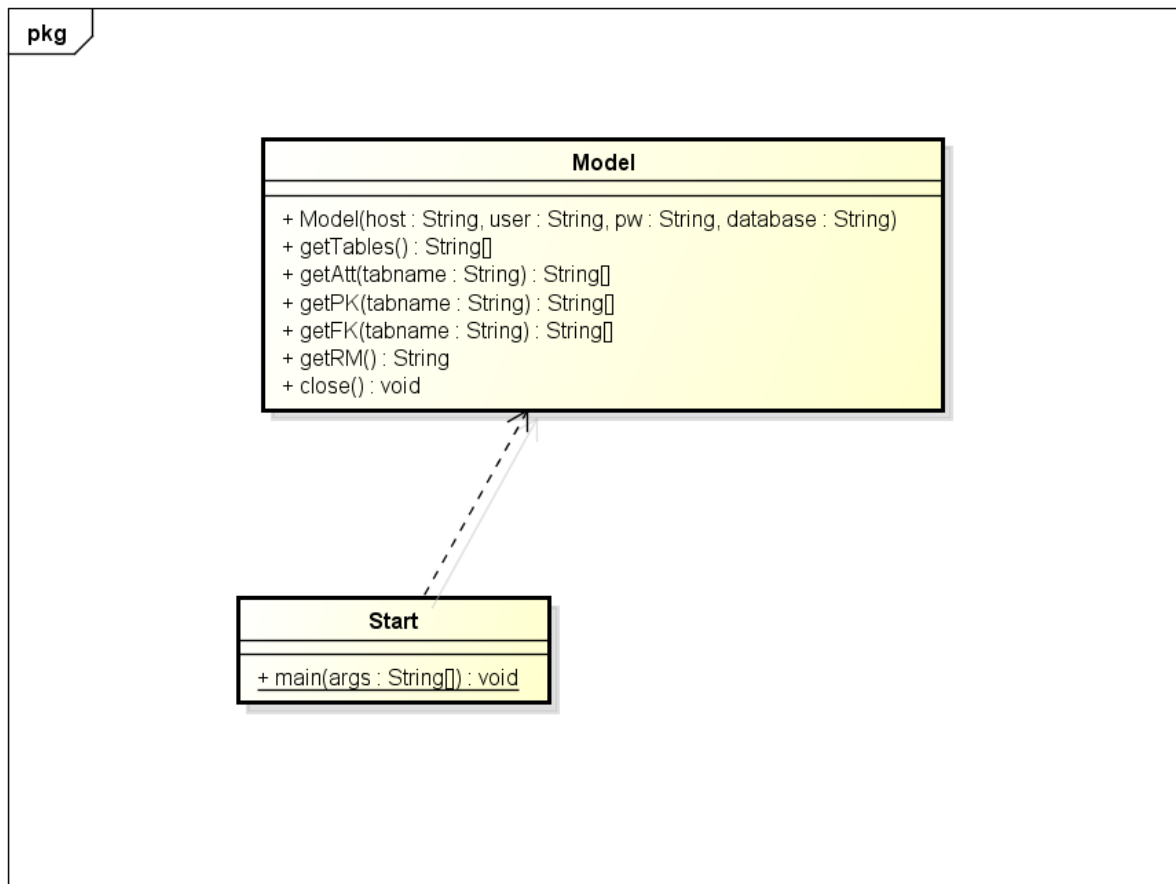 pkg
Model
+ Model(host : String, user : String, pw : String, database : String)
+ getTables() : String[]
+ getAtt(tabname : String) : String[]
+ getPK(tabname : String) : String[]
+ getFK(tabname : String) : String[]
+ getRM() : String
+ close() : void
Start
+ main(args : String[]) : void